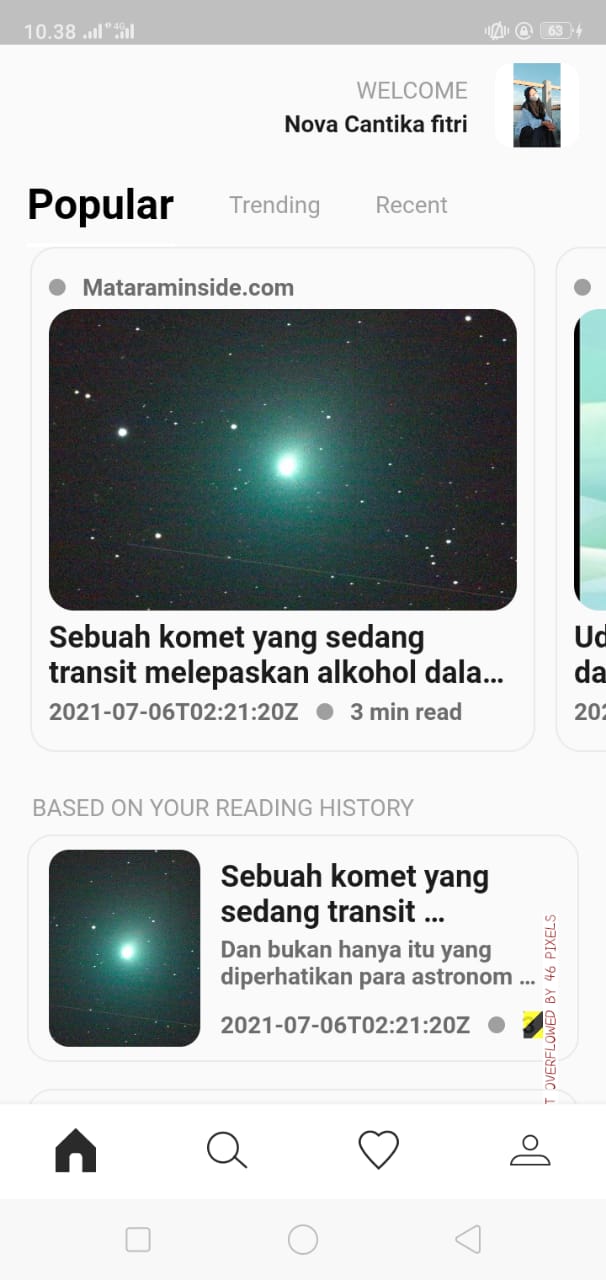 10.38
4G
63
WELCOME
Nova Cantika fitri
Popular
Trending
Recent
Mataraminside.com
Sebuah komet yang sedang
transit melepaskan alkohol dala…
2021-07-06T02:21:20Z
3 min read
Ud
da
202
BASED ON YOUR READING HISTORY
Sebuah komet yang
sedang transit …
Dan bukan hanya itu yang
diperhatikan para astronom …
2021-07-06T02:21:20Z
3
T OVERFLOWED BY 46 PIXELS